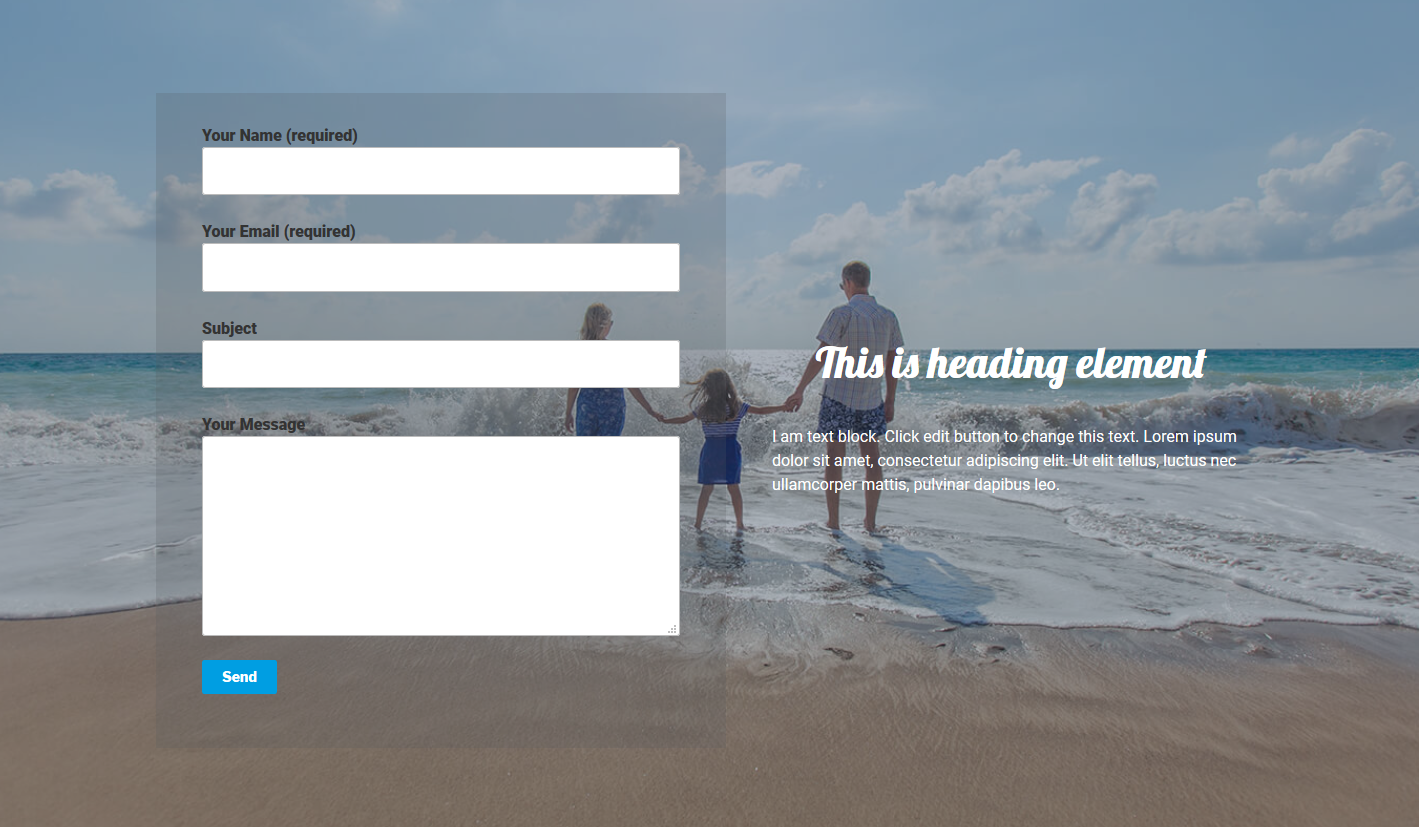 Your Name (required)
Your Email (required)
Subject
Your Message
Send
This is heading element
I am text block. Click edit button to change this text. Lorem ipsum
dolor sit amet, consectetur adipiscing elit. Ut elit tellus, luctus nec
ullamcorper mattis, pulvinar dapibus leo.